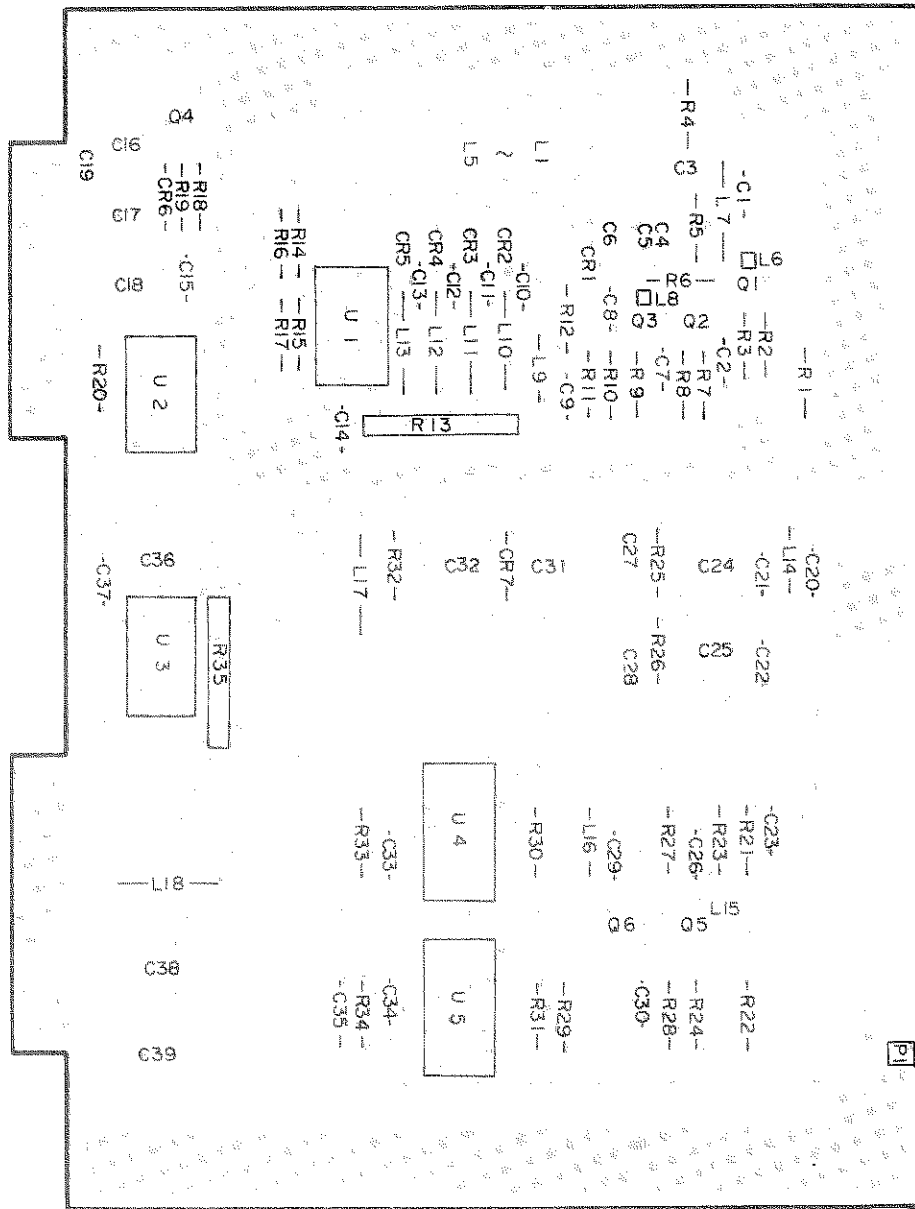 Q4
C16
C19
-R18-
-R19-
-CR6-
C17
C18
-C15-
-R14-
-R16-
-R15-
-R17-
U 1
U 2
-R20-
-C14-
R13
L5
~
L1
CR5
-C13-
CR4
-C12-
CR3
-C11-
CR2
-C10-
L13
L12
L11
L10
-L9-
-R12-
-C9-
CR1
C6
-C8-
-R11-
-R10-
-R9-
-R4-
C3
C4
C5
-R5-
-L7-
-C1-
-R6-
L8
Q3
Q2
L6
Q1
-C7-
-R8-
-R7-
-C2-
-R3-
-R2-
-R1-
-C37-
C36
U 3
R35
-L17-
-R32-
C32
-CR7-
C31
C27
-R25-
C24
-C21-
-L14-
-C20-
C28
-R26-
C25
-C22-
-R33-
-C33-
U 4
-R30-
-L16-
-C29-
-R27-
-C26-
-R23-
-R21-
-C23-
-L18-
Q6
Q5
L15
C38
C39
-C35-
-R34-
-C34-
U 5
-R31-
-R29-
-C30-
-R28-
-R24-
-R22-
P1